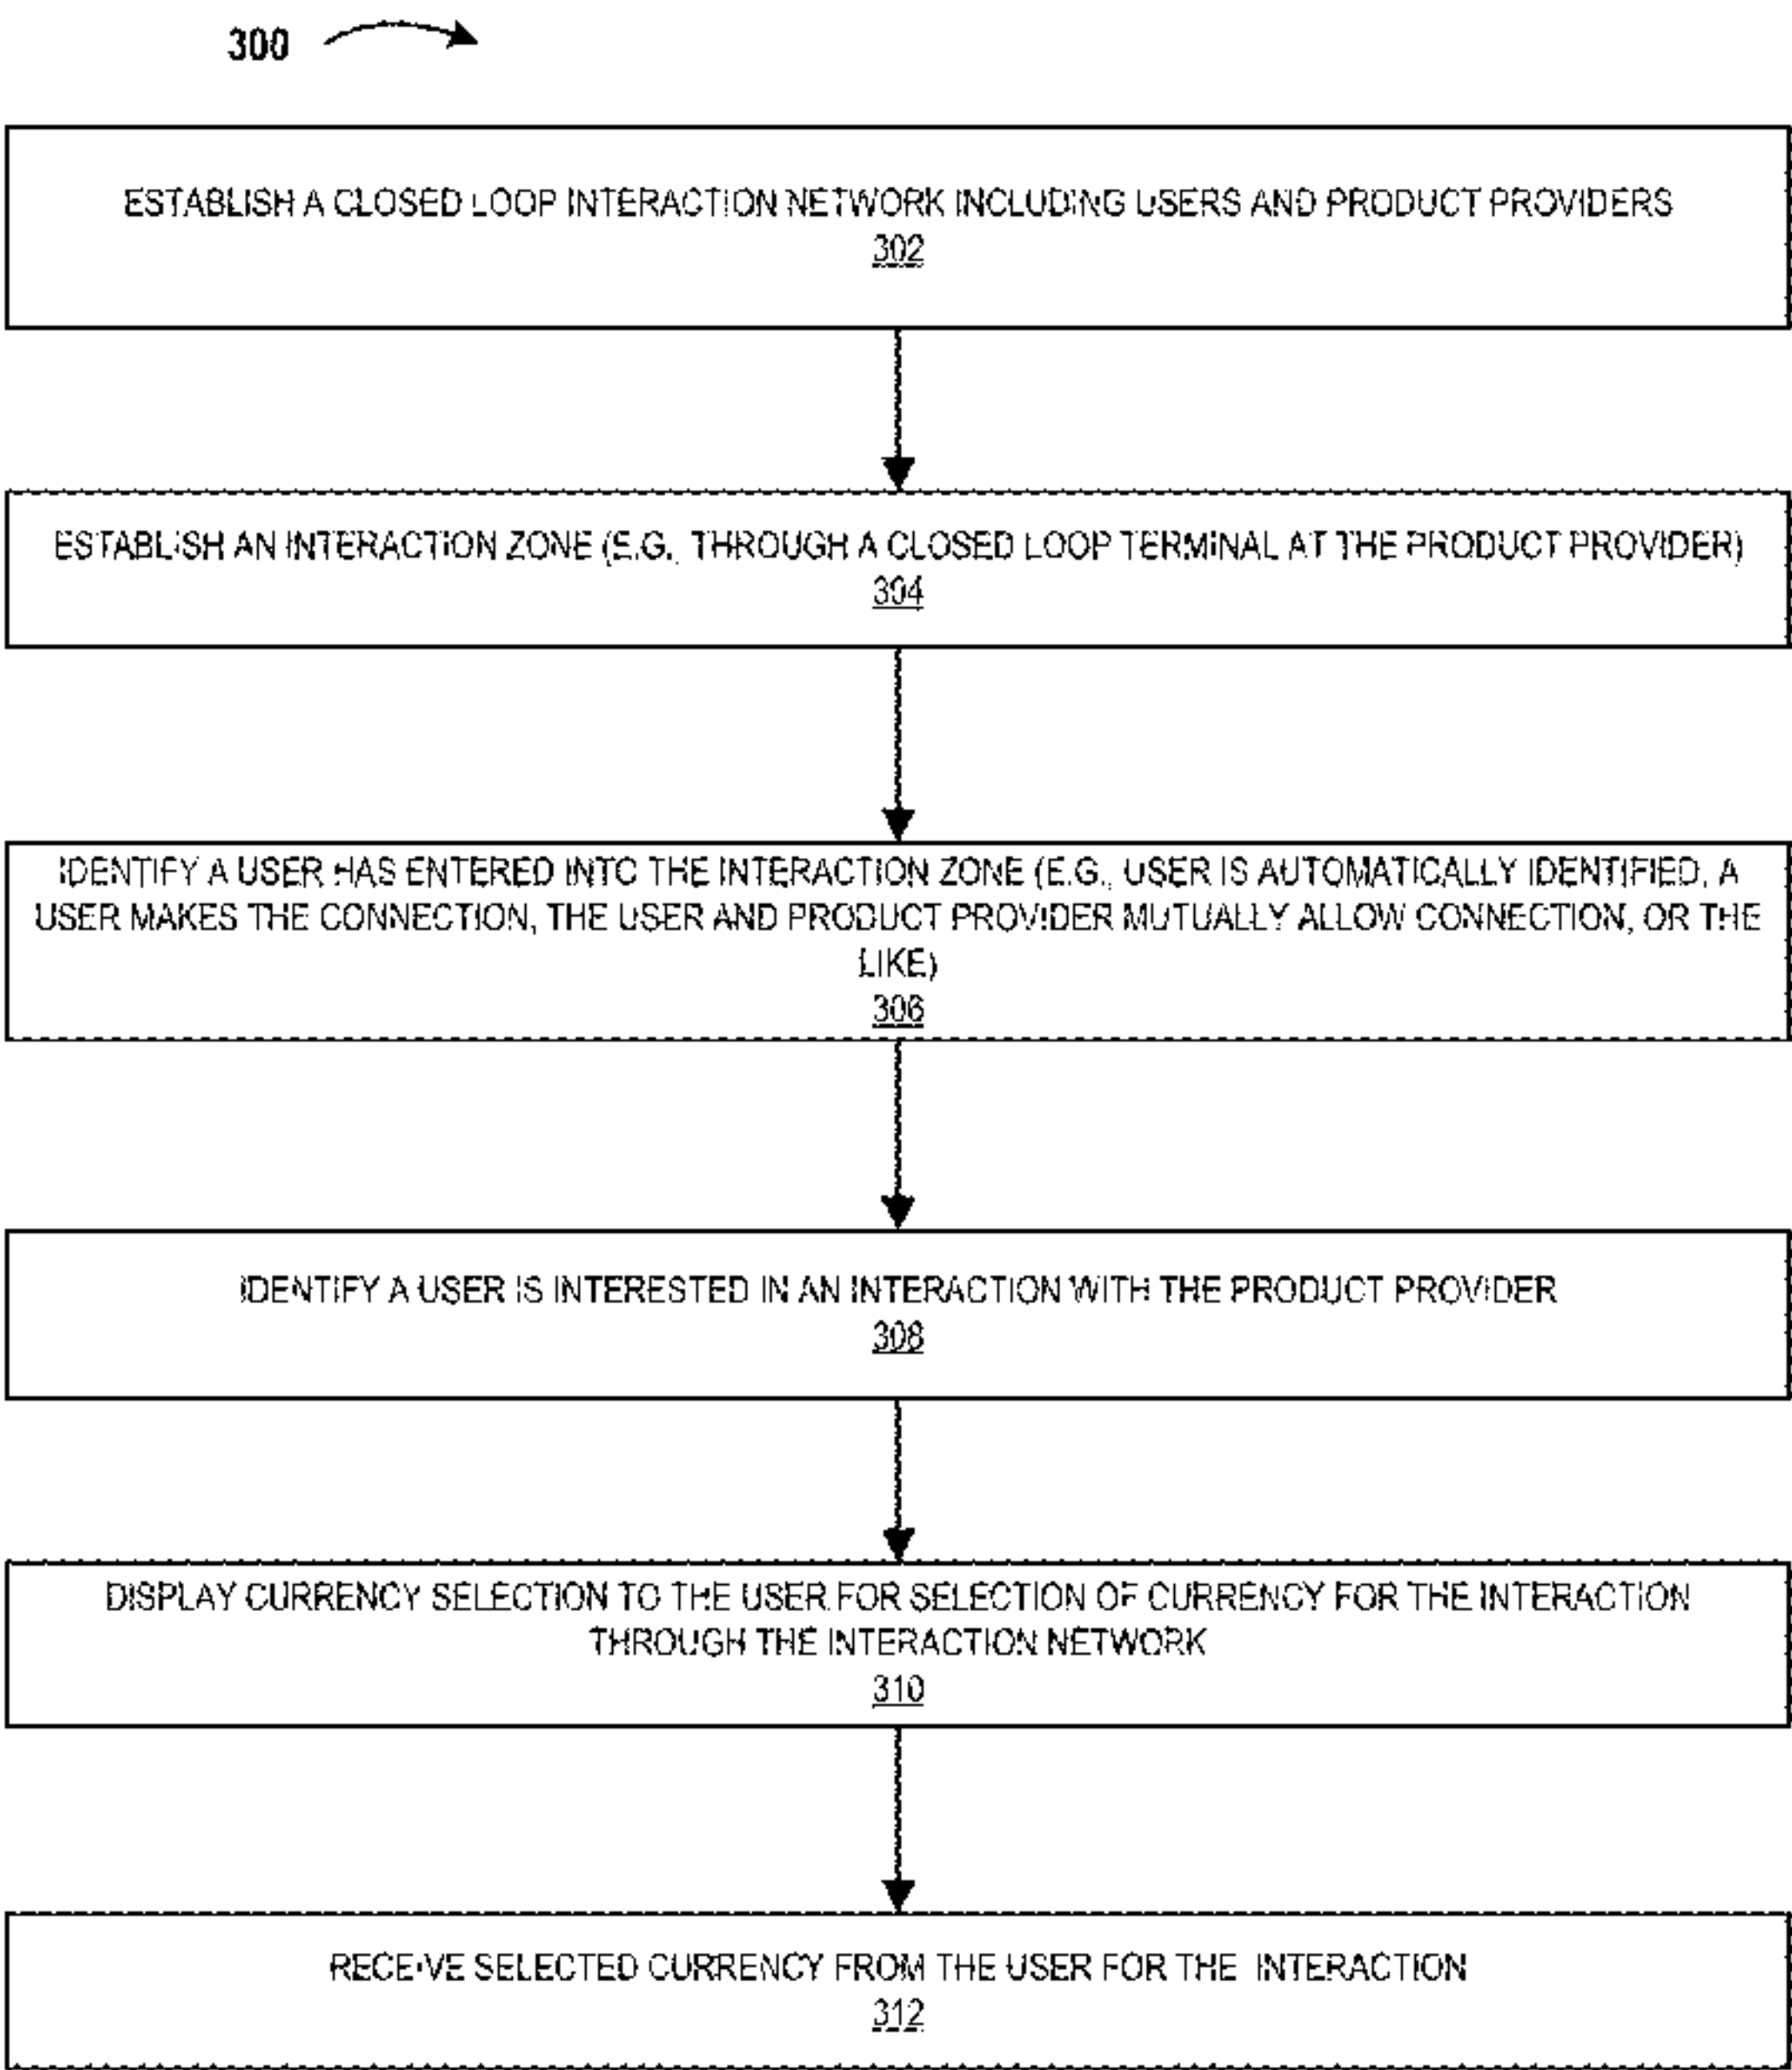 300
ESTABLISH A CLOSED LOOP INTERACTION NETWORK INCLUDING USERS AND PRODUCT PROVIDERS
302
ESTABLISH AN INTERACTION ZONE (E.G., THROUGH A CLOSED LOOP TERMINAL AT THE PRODUCT PROVIDER)
304
IDENTIFY A USER HAS ENTERED INTO THE INTERACTION ZONE (E.G., USER IS AUTOMATICALLY IDENTIFIED, A
USER MAKES THE CONNECTION, THE USER AND PRODUCT PROVIDER MUTUALLY ALLOW CONNECTION, OR THE
LIKE)
306
IDENTIFY A USER IS INTERESTED IN AN INTERACTION WITH THE PRODUCT PROVIDER
308
DISPLAY CURRENCY SELECTION TO THE USER FOR SELECTION OF CURRENCY FOR THE INTERACTION
THROUGH THE INTERACTION NETWORK
310
RECEIVE SELECTED CURRENCY FROM THE USER FOR THE INTERACTION
312